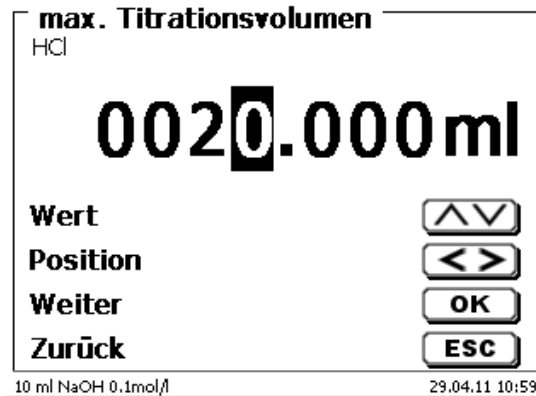 max. Titrationsvolumen
HCl
0020.000ml
Wert
Position < >
Weiter OK
Zurück ESC
10 ml NaOH 0.1mol/l 29.04.11 10:59